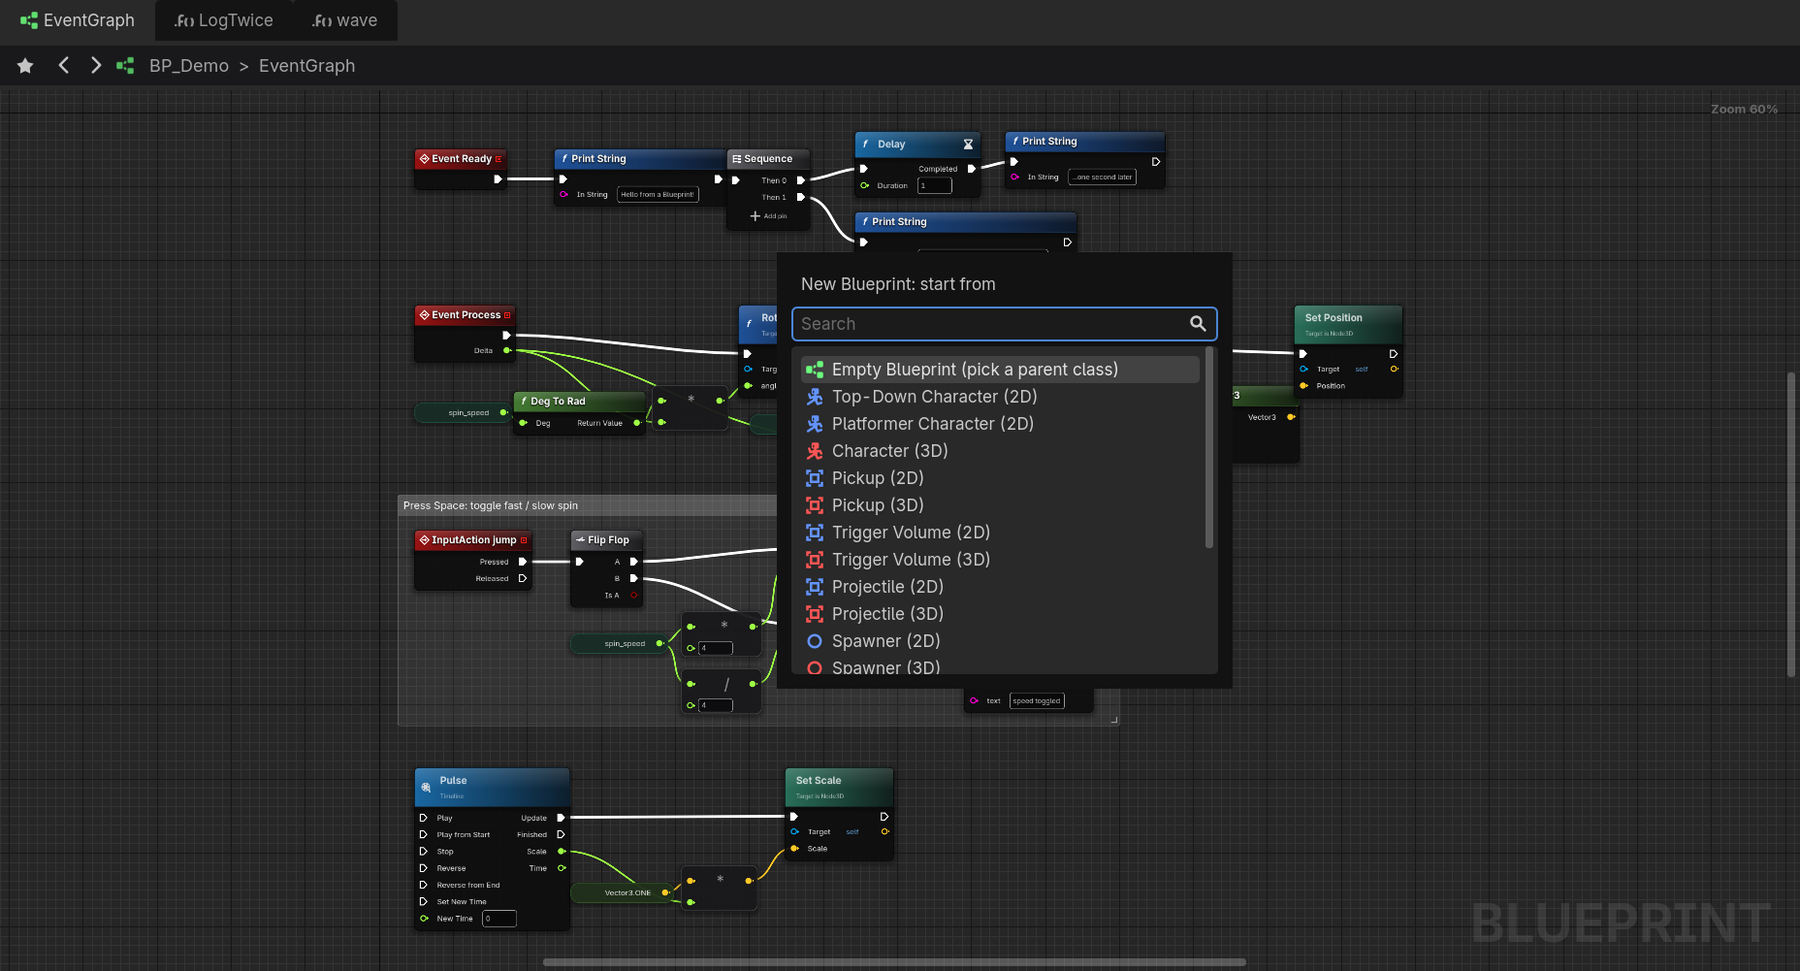 EventGraph
LogTwice
wave
BP_Demo > EventGraph
Zoom 60%
Event Ready
Print String
In String
Hello from a Blueprint!
Sequence
Then 0
Then 1
Add pin
Delay
Completed
Duration
1
Print String
In String
...one second later
Print String
New Blueprint: start from
Search
Empty Blueprint (pick a parent class)
Top-Down Character (2D)
Platformer Character (2D)
Character (3D)
Pickup (2D)
Pickup (3D)
Trigger Volume (2D)
Trigger Volume (3D)
Projectile (2D)
Projectile (3D)
Spawner (2D)
Spawner (3D)
Event Process
Delta
spin_speed
Deg To Rad
Deg
Return Value
*
Set Position
Target is Node3D
Target
self
Position
Vector3
Press Space: toggle fast / slow spin
InputAction jump
Pressed
Released
Flip Flop
A
B
Is A
spin_speed
*
4
/
4
text
speed toggled
Pulse
Timeline
Play
Update
Play from Start
Finished
Stop
Scale
Reverse
Time
Reverse from End
Set New Time
New Time
0
Vector3.ONE
*
Set Scale
Target is Node3D
Target
self
Scale
BLUEPRINT